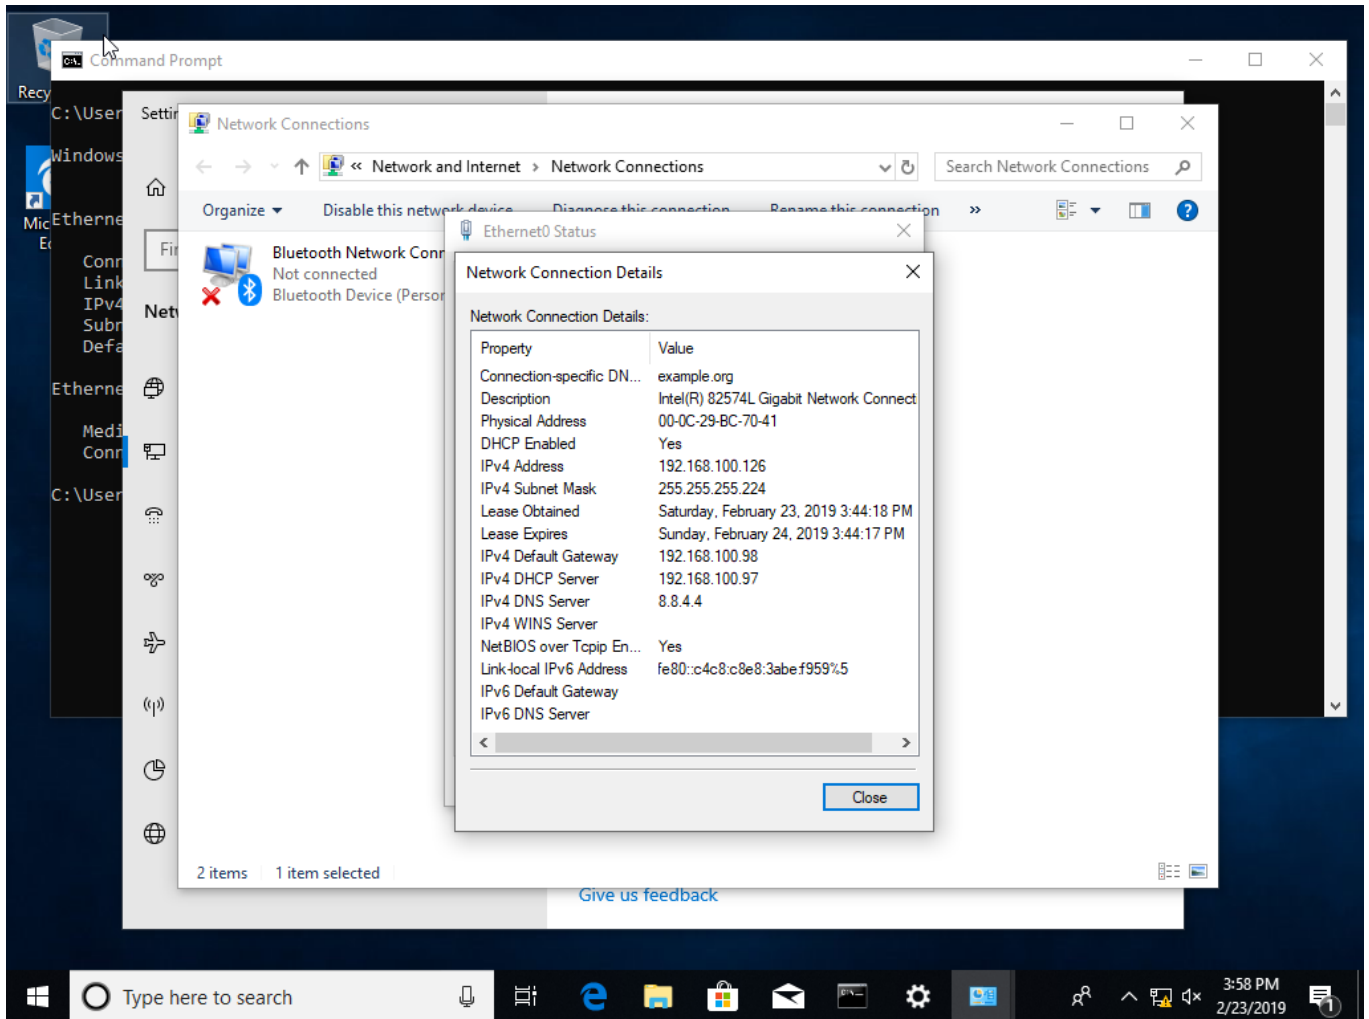 Command Prompt
Recy
C:\User
Settin
Network Connections
Windows
« Network and Internet > Network Connections
Search Network Connections
Organize
Disable this network device
Diagnose this connection
Rename this connection
»
Mic
Etherne
Ethernet0 Status
Fin
Bluetooth Network Conn
Not connected
Bluetooth Device (Person
Conn
Link
IPv4
Subn
Defa
Netw
Network Connection Details
Network Connection Details:
Property Value
Connection-specific DN... example.org
Description Intel(R) 82574L Gigabit Network Connect
Physical Address 00-0C-29-BC-70-41
DHCP Enabled Yes
IPv4 Address 192.168.100.126
IPv4 Subnet Mask 255.255.255.224
Lease Obtained Saturday, February 23, 2019 3:44:18 PM
Lease Expires Sunday, February 24, 2019 3:44:17 PM
IPv4 Default Gateway 192.168.100.98
IPv4 DHCP Server 192.168.100.97
IPv4 DNS Server 8.8.4.4
IPv4 WINS Server
NetBIOS over Tcpip En... Yes
Link-local IPv6 Address fe80::c4c8:c8e8:3abe:f959%5
IPv6 Default Gateway
IPv6 DNS Server
Close
Etherne
Medi
Conn
C:\User
2 items
1 item selected
Give us feedback
Type here to search
3:58 PM
2/23/2019
1